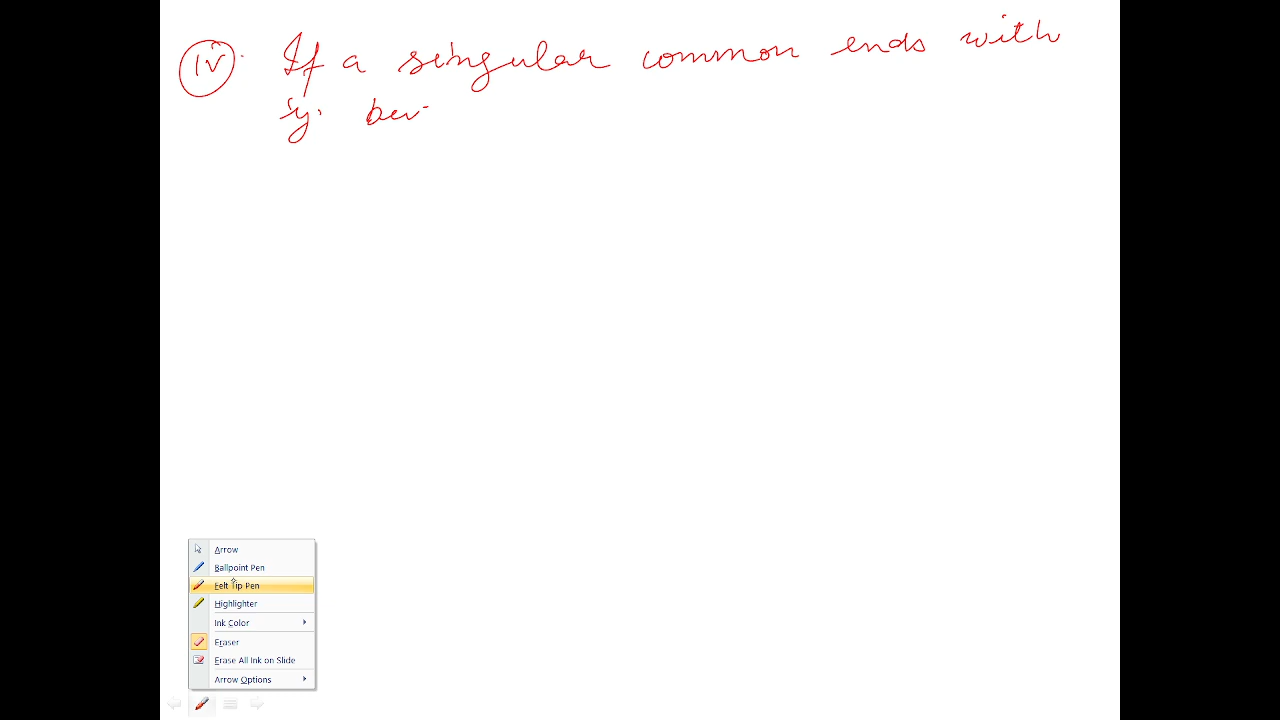 iv. If a singular common ends with
'y'
Arrow
Ballpoint Pen
Felt Tip Pen
Highlighter
Ink Color
Eraser
Erase All Ink on Slide
Arrow Options